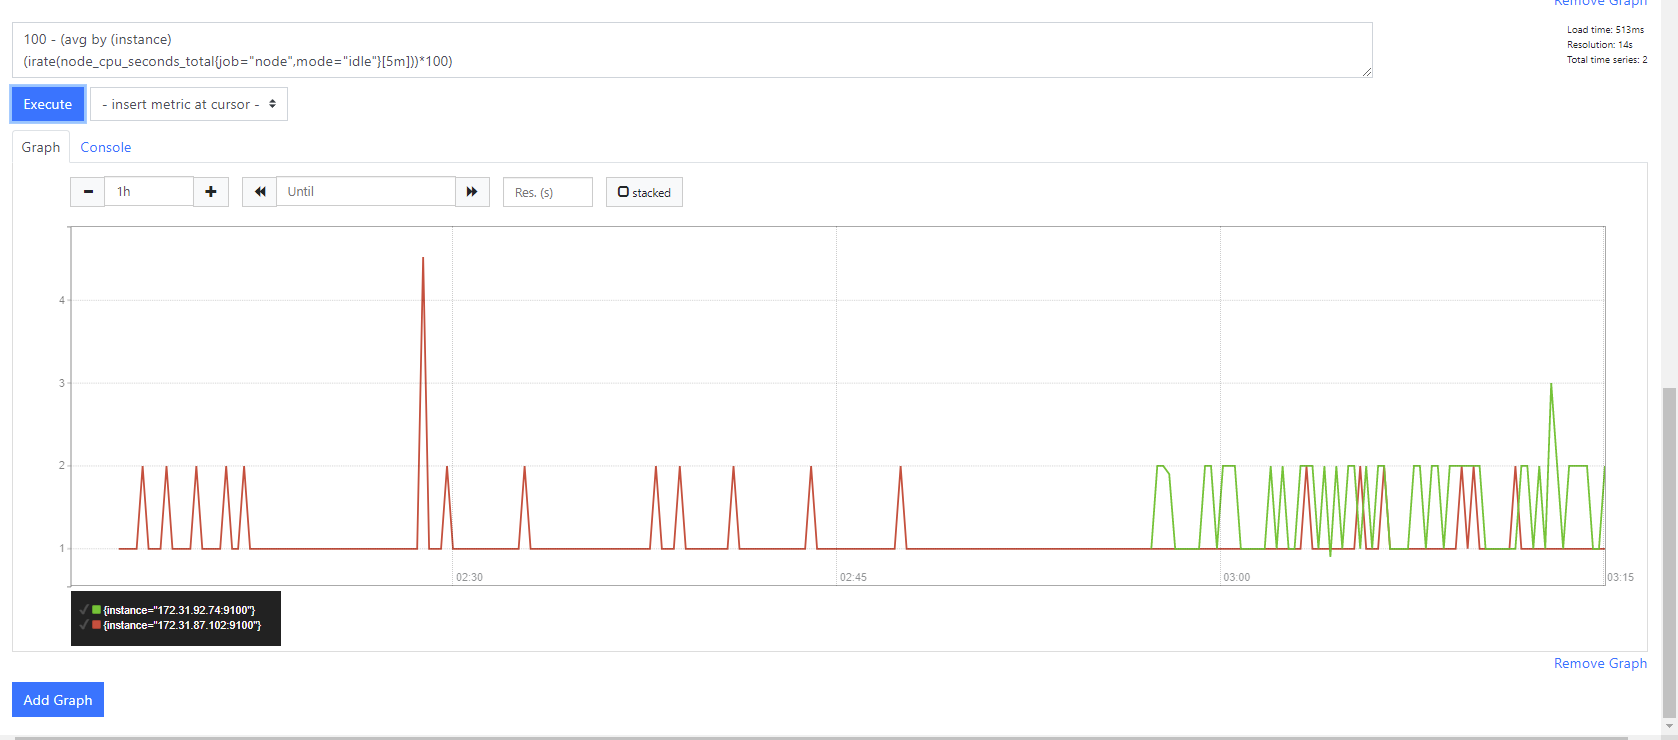 Remove Graph
100 - (avg by (instance)
(irate(node_cpu_seconds_total{job="node",mode="idle"}[5m]))*100)
Load time: 513ms
Resolution: 14s
Total time series: 2
Execute
- insert metric at cursor -
Graph
Console
1h
Until
Res. (s)
stacked
4
3
2
1
02:30
02:45
03:00
03:15
{instance="172.31.92.74:9100"}
{instance="172.31.87.102:9100"}
Remove Graph
Add Graph